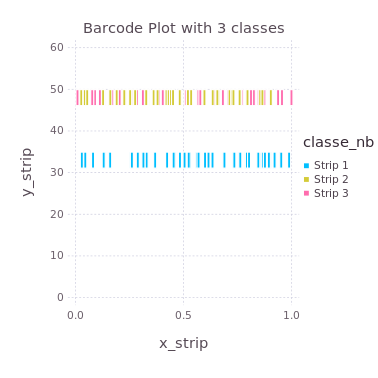 Barcode Plot with 3 classes
60
50
40
30
20
10
0
y_strip
0.0 0.5 1.0
x_strip
classe_nb
Strip 1
Strip 2
Strip 3